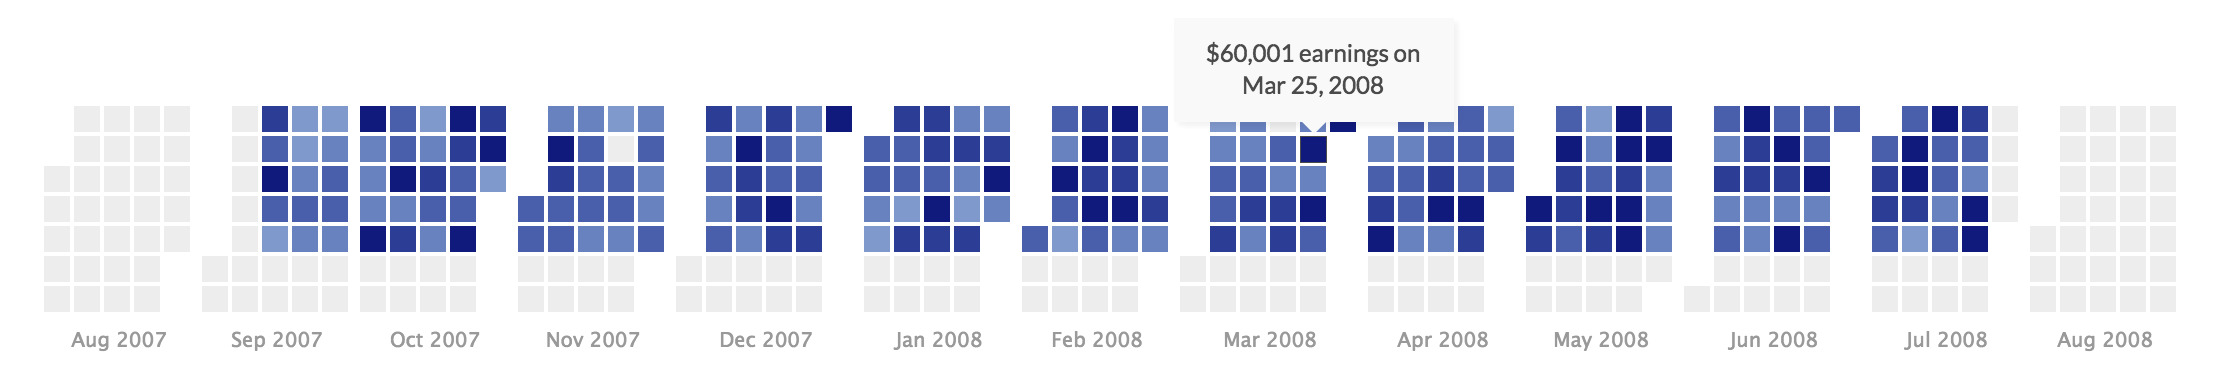 $60,001 earnings on
Mar 25, 2008
Aug 2007
Sep 2007
Oct 2007
Nov 2007
Dec 2007
Jan 2008
Feb 2008
Mar 2008
Apr 2008
May 2008
Jun 2008
Jul 2008
Aug 2008